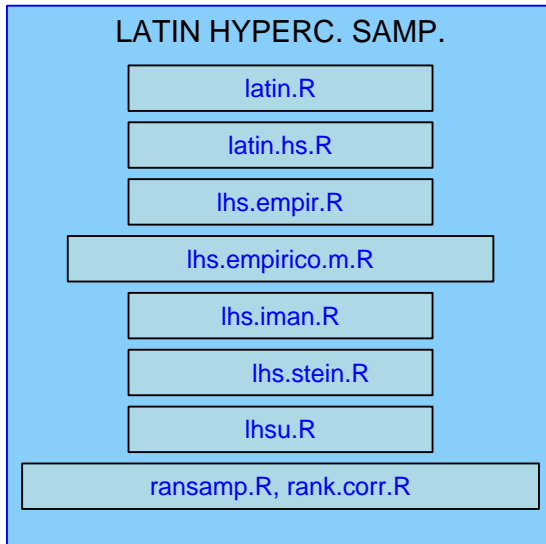 LATIN HYPERC. SAMP.
latin.R
latin.hs.R
lhs.empir.R
lhs.empirico.m.R
lhs.iman.R
lhs.stein.R
lhsu.R
ransamp.R, rank.corr.R